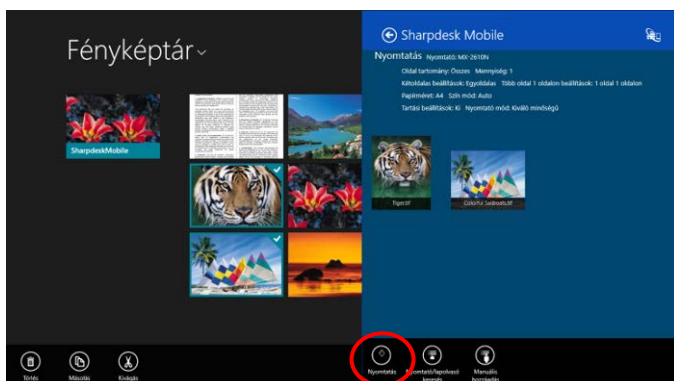 Fényképtár
SharpdeskMobile
Törlés
Másolás
Kivágás
Sharpdesk Mobile
Nyomtatás Nyomtató: MX-2610N
Oldal tartomány: Összes Mennyiség: 1
Kétoldalas beállítások: Egyoldalas Több oldal 1 oldalon beállítások: 1 oldal 1 oldalon
Papírméret: A4 Szín mód: Auto
Tartási beállítások: Ki Nyomtató mód: Kiváló minőségű
Tiger.tif
Colorful Sailboats.tif
Nyomtatás
Nyomtató/lapolvasó
keresés
Manuális
hozzáadás